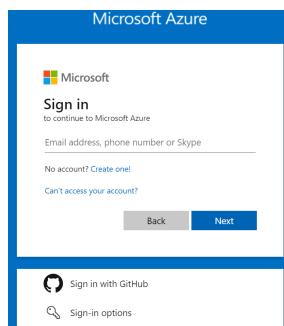 Microsoft Azure
Microsoft
Sign in
to continue to Microsoft Azure
Email address, phone number or Skype
No account? Create one!
Can't access your account?
Back Next
Sign in with GitHub
Sign-in options